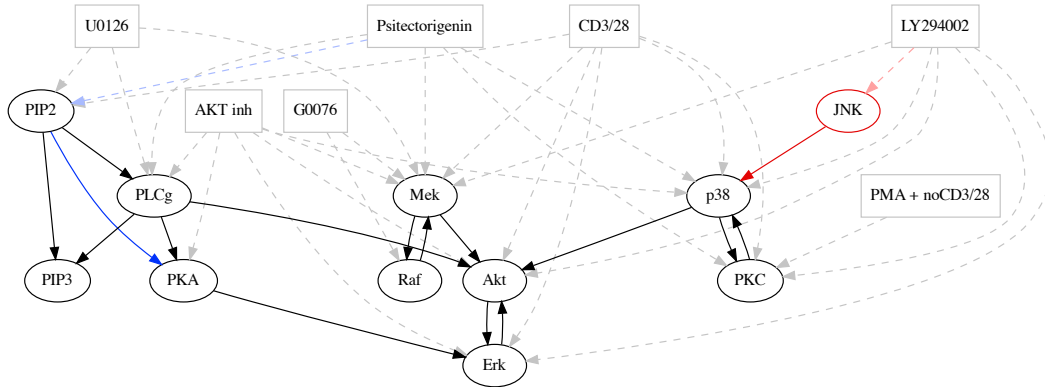 U0126
Psitectorigenin
CD3/28
LY294002
PIP2
AKT inh
G0076
JNK
PLCg
Mek
p38
PMA + noCD3/28
PIP3
PKA
Raf
Akt
PKC
Erk